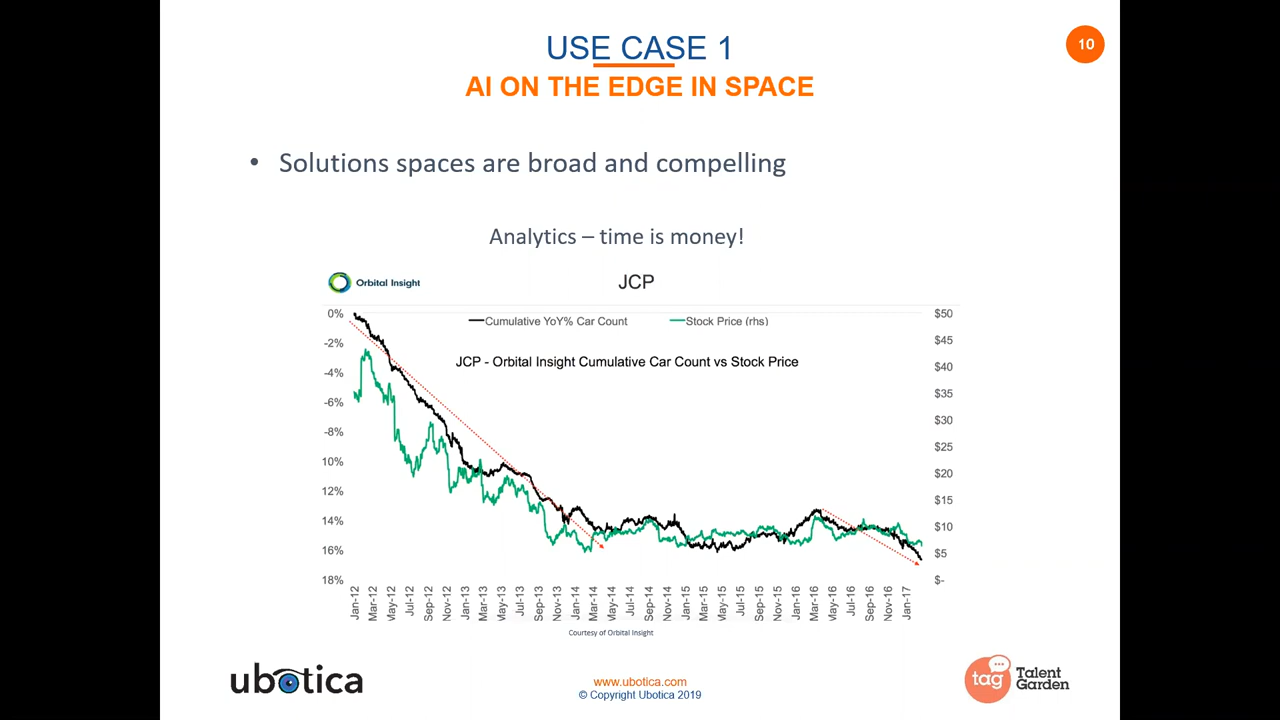 USE CASE 1
10
AI ON THE EDGE IN SPACE
• Solutions spaces are broad and compelling
Analytics – time is money!
Orbital Insight
JCP
Cumulative YoY% Car Count
Stock Price (rhs)
JCP - Orbital Insight Cumulative Car Count vs Stock Price
0%
-2%
-4%
-6%
-8%
10%
12%
14%
16%
18%
$50
$45
$40
$35
$30
$25
$20
$15
$10
$5
$-
Jan-12
Mar-12
May-12
Jul-12
Sep-12
Nov-12
Jan-13
Mar-13
May-13
Jul-13
Sep-13
Nov-13
Jan-14
Mar-14
May-14
Jul-14
Sep-14
Nov-14
Jan-15
Mar-15
May-15
Jul-15
Sep-15
Nov-15
Jan-16
Mar-16
May-16
Jul-16
Sep-16
Nov-16
Jan-17
Courtesy of Orbital Insight
ubotica
www.ubotica.com
© Copyright Ubotica 2019
tag
Talent
Garden